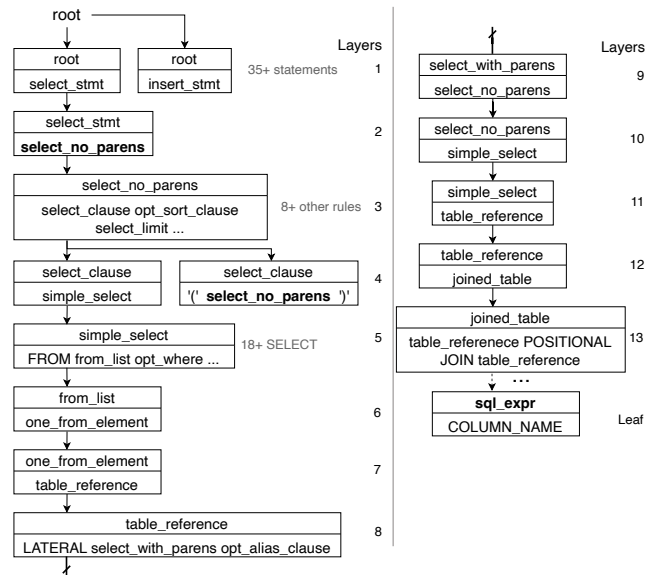 root
Layers
root
select_stmt
root
insert_stmt
35+ statements
1
select_stmt
select_no_parens
2
select_no_parens
select_clause opt_sort_clause
select_limit ...
8+ other rules
3
select_clause
simple_select
select_clause
'(' select_no_parens ')'
4
simple_select
FROM from_list opt_where ...
18+ SELECT
5
from_list
one_from_element
6
one_from_element
table_reference
7
table_reference
LATERAL select_with_parens opt_alias_clause
8
Layers
select_with_parens
select_no_parens
9
select_no_parens
simple_select
10
simple_select
table_reference
11
table_reference
joined_table
12
joined_table
table_referenece POSITIONAL
JOIN table_reference
13
...
sql_expr
COLUMN_NAME
Leaf